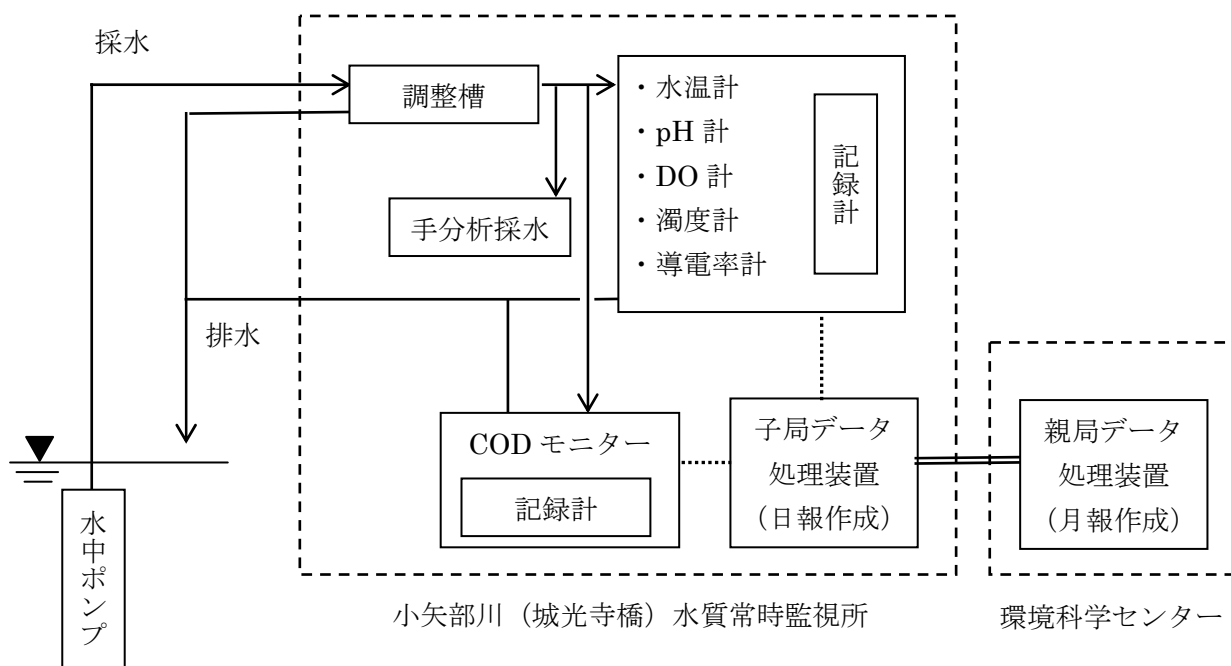 採水
調整槽
・水温計
・pH 計
・DO 計
・濁度計
・導電率計
記録計
手分析採水
排水
COD モニター
記録計
子局データ
処理装置
（日報作成）
親局データ
処理装置
（月報作成）
水中ポンプ
小矢部川（城光寺橋）水質常時監視所
環境科学センター